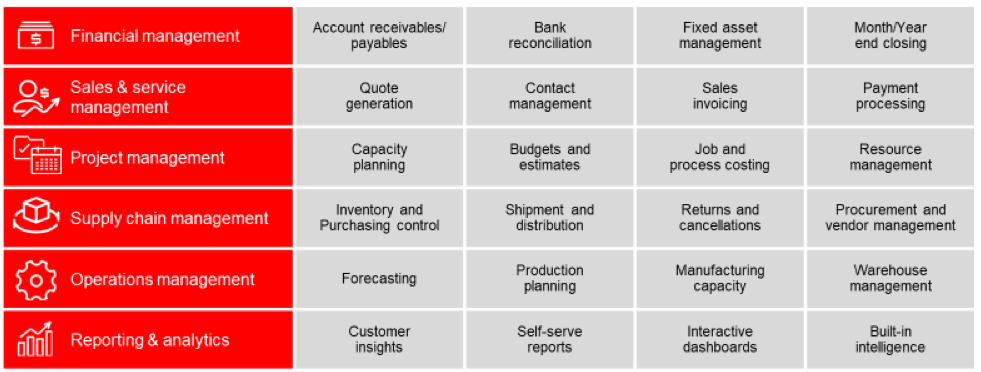 Financial management
Account receivables/
payables
Bank
reconciliation
Fixed asset
management
Month/Year
end closing
Sales & service
management
Quote
generation
Contact
management
Sales
invoicing
Payment
processing
Project management
Capacity
planning
Budgets and
estimates
Job and
process costing
Resource
management
Supply chain management
Inventory and
Purchasing control
Shipment and
distribution
Returns and
cancellations
Procurement and
vendor management
Operations management
Forecasting
Production
planning
Manufacturing
capacity
Warehouse
management
Reporting & analytics
Customer
insights
Self-serve
reports
Interactive
dashboards
Built-in
intelligence